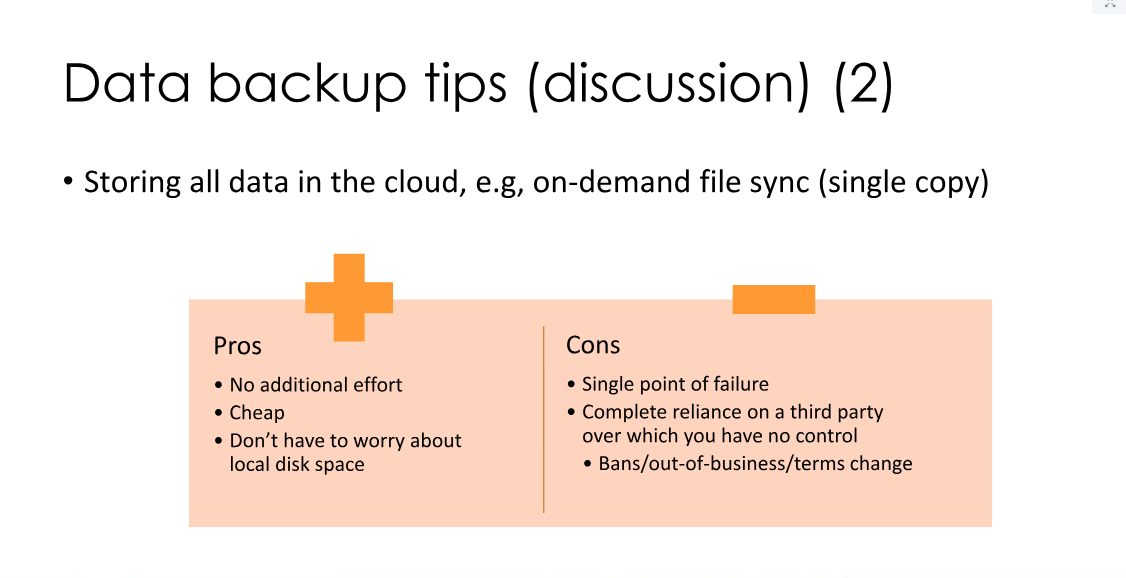 Data backup tips (discussion) (2)
• Storing all data in the cloud, e.g, on-demand file sync (single copy)
Pros
• No additional effort
• Cheap
• Don’t have to worry about
local disk space
Cons
• Single point of failure
• Complete reliance on a third party
over which you have no control
• Bans/out-of-business/terms change